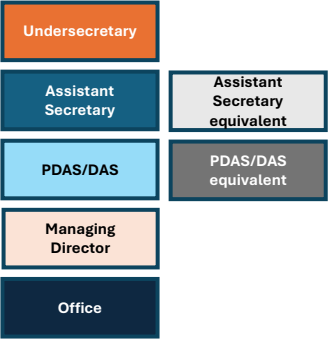 Undersecretary
Assistant
Secretary
Assistant
Secretary
equivalent
PDAS/DAS
PDAS/DAS
equivalent
Managing
Director
Office